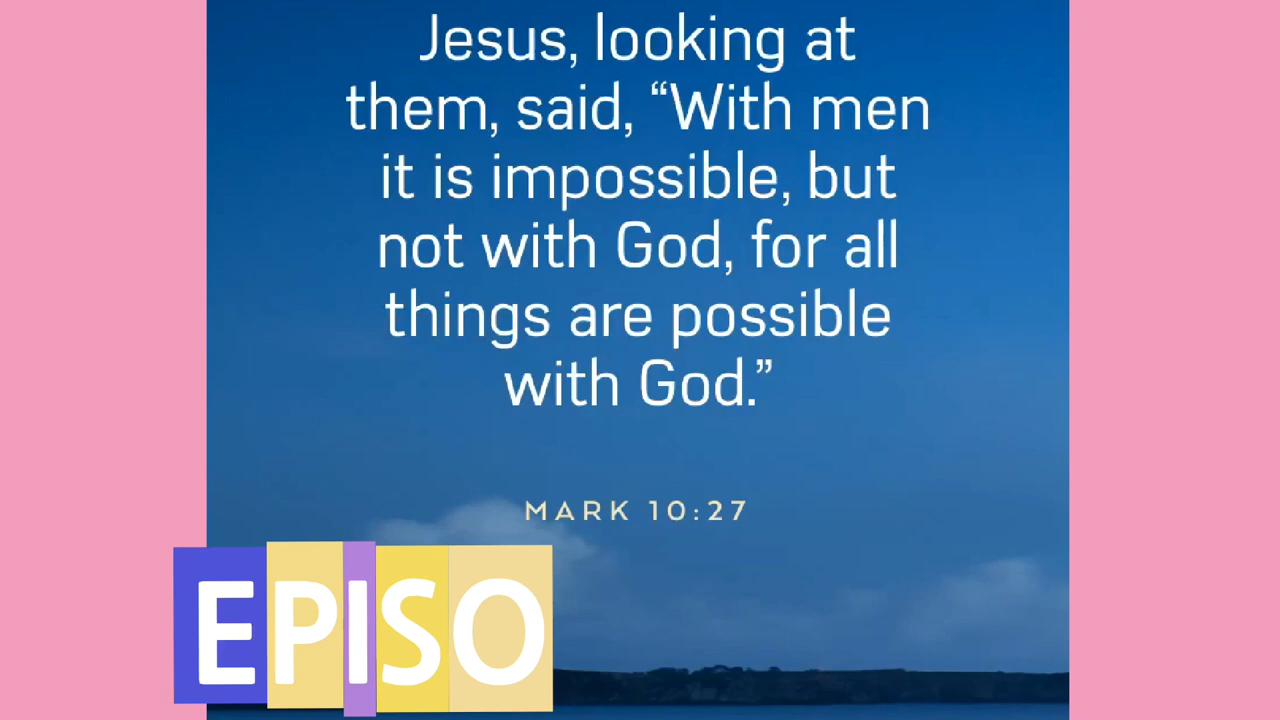 Jesus, looking at
them, said, “With men
it is impossible, but
not with God, for all
things are possible
with God.”
MARK 10:27
EPISO